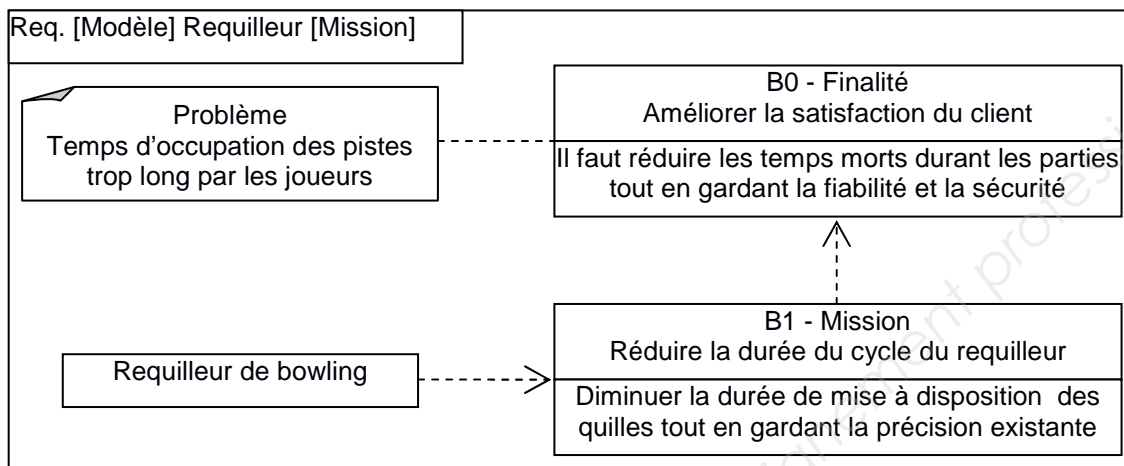 Req. [Modèle] Requilleur [Mission]
Problème
Temps d'occupation des pistes
trop long par les joueurs
B0 - Finalité
Améliorer la satisfaction du client
Il faut réduire les temps morts durant les parties
tout en gardant la fiabilité et la sécurité
B1 - Mission
Réduire la durée du cycle du requilleur
Diminuer la durée de mise à disposition des
quilles tout en gardant la précision existante
Requilleur de bowling